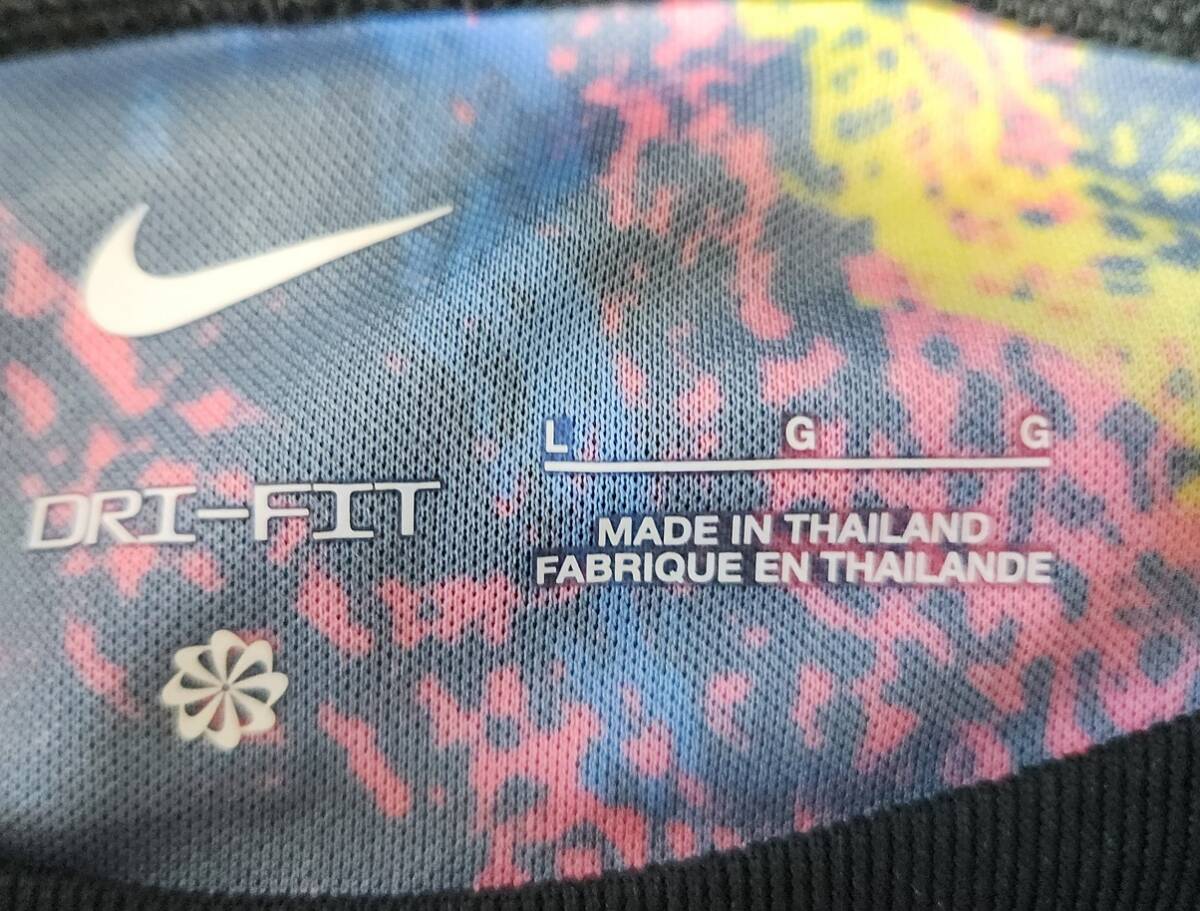 DRI-FIT
L G G
MADE IN THAILAND
FABRIQUE EN THAILANDE